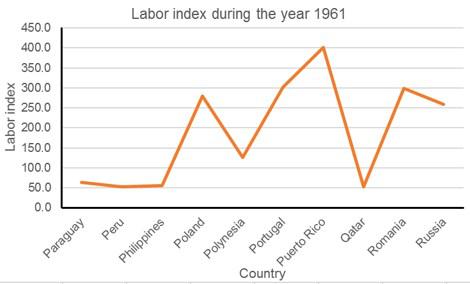 Labor index during the year 1961
450.0
400.0
350.0
300.0
250.0
200.0
150.0
100.0
50.0
0.0
Labor index
Paraguay
Peru
Philippines
Poland
Polynesia
Portugal
Puerto Rico
Qatar
Romania
Russia
Country